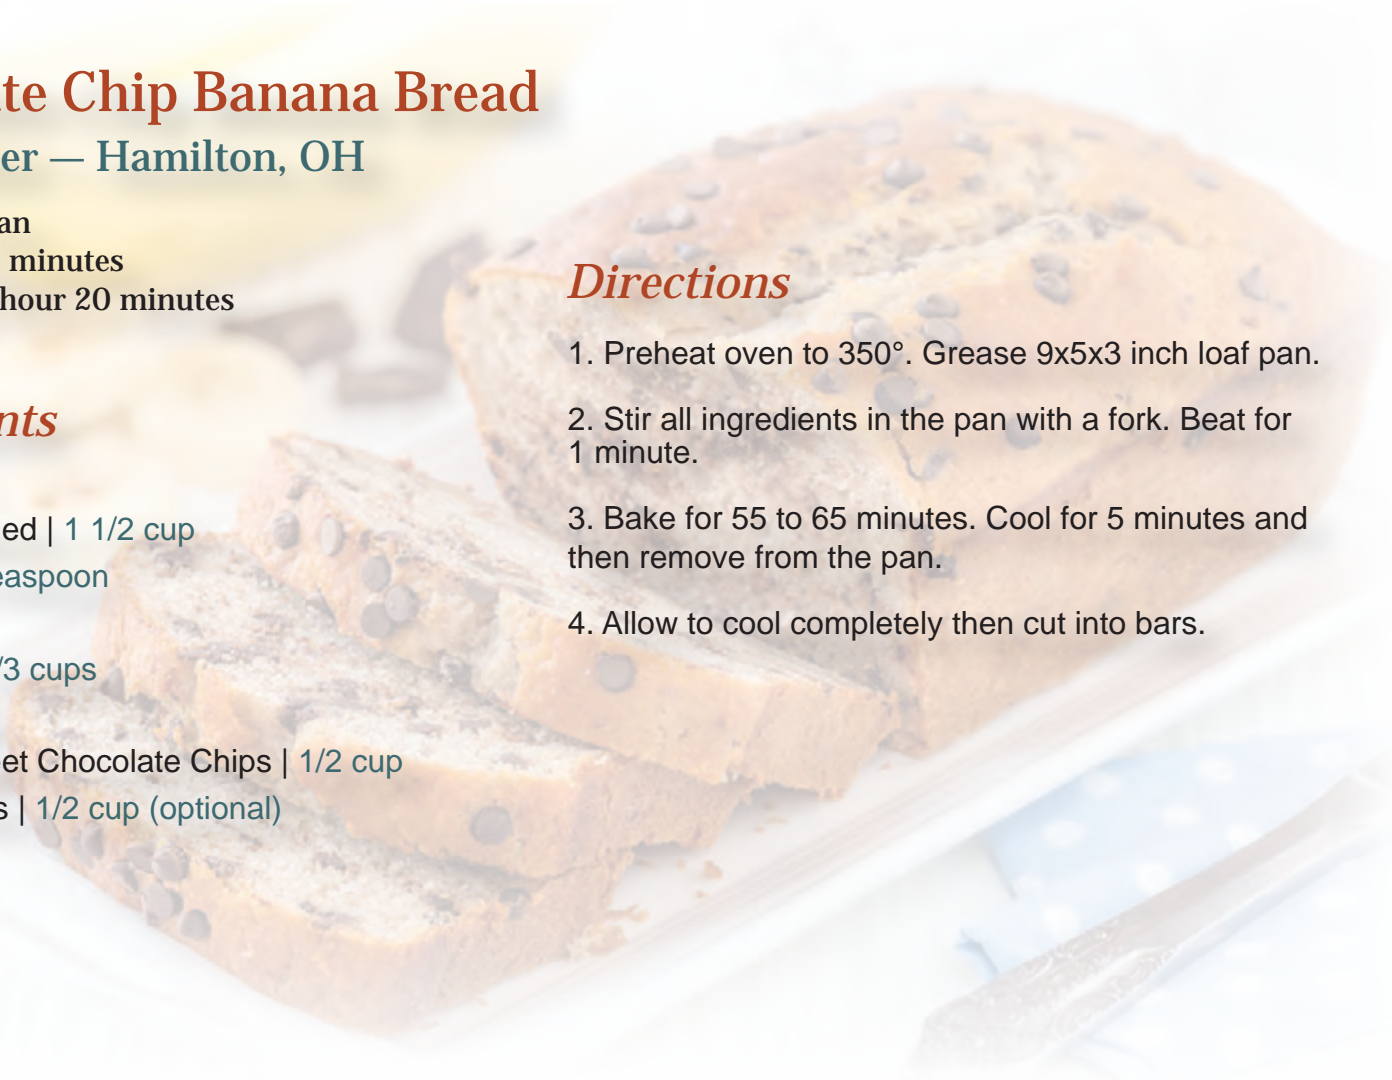 te Chip Banana Bread
er — Hamilton, OH
an
minutes
hour 20 minutes
nts
ed | 1 1/2 cup
easpoon
/3 cups
et Chocolate Chips | 1/2 cup
s | 1/2 cup (optional)
Directions
1. Preheat oven to 350°. Grease 9x5x3 inch loaf pan.
2. Stir all ingredients in the pan with a fork. Beat for
1 minute.
3. Bake for 55 to 65 minutes. Cool for 5 minutes and
then remove from the pan.
4. Allow to cool completely then cut into bars.